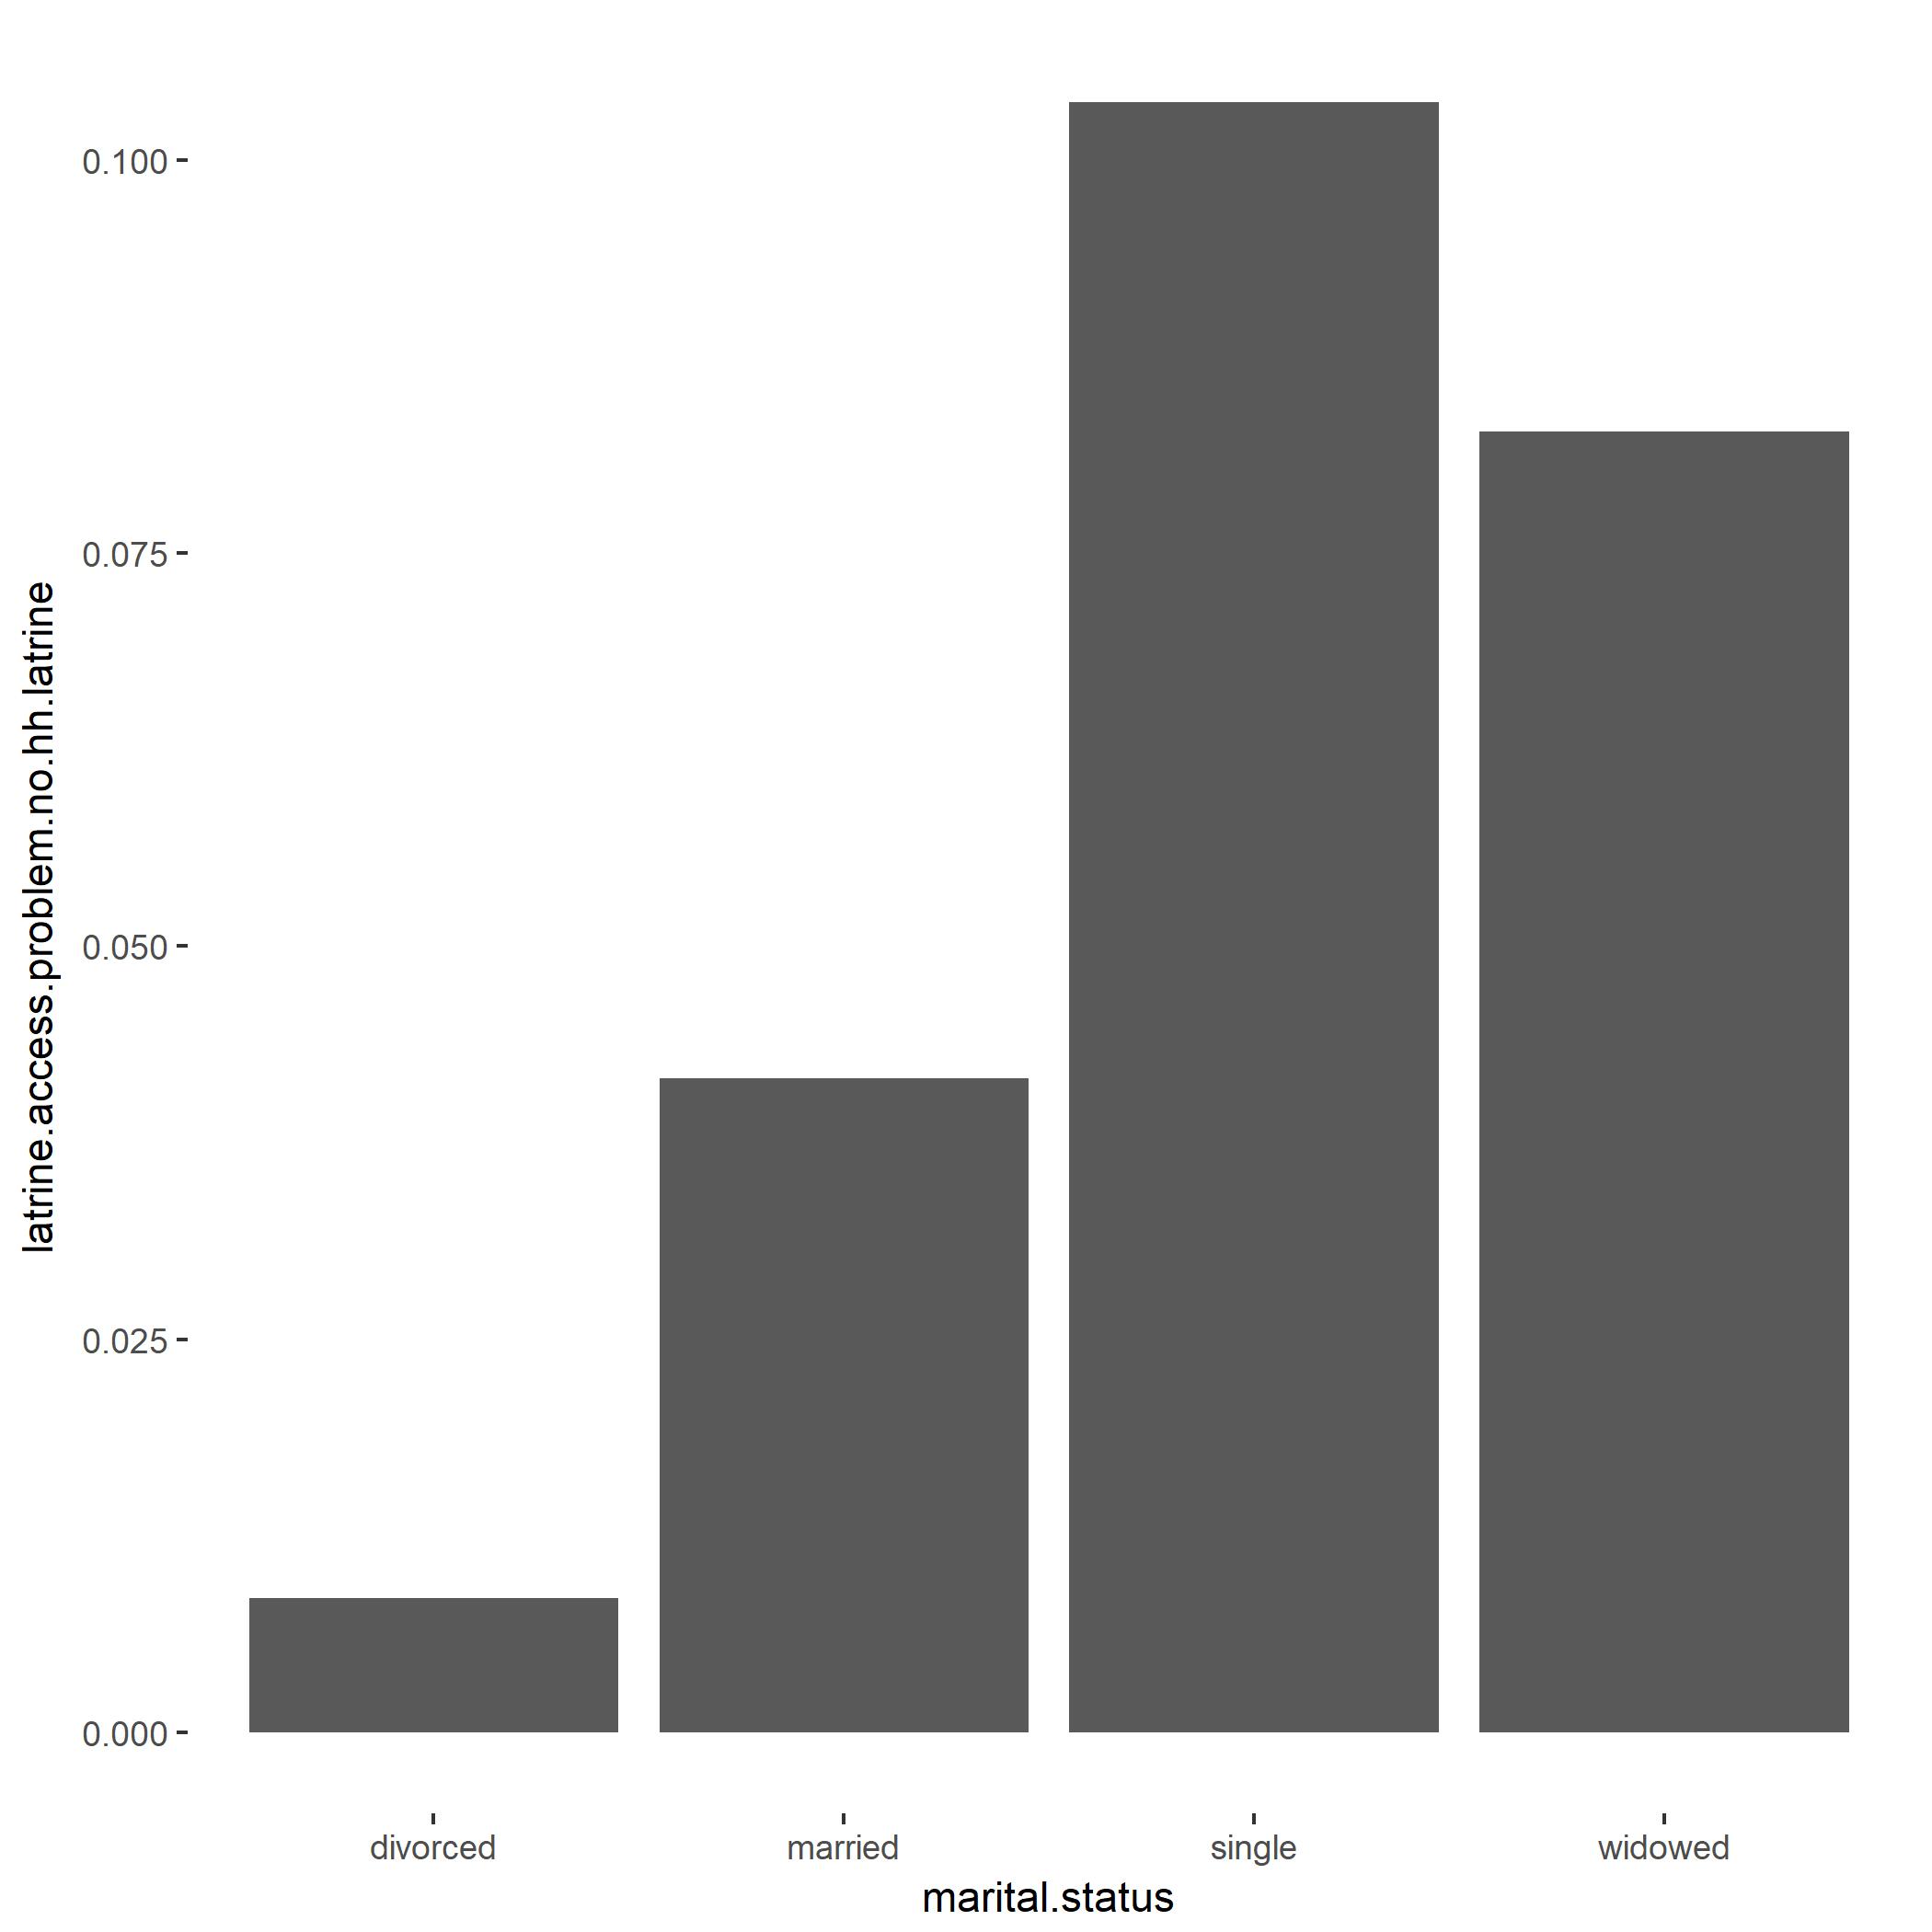 latrine.access.problem.no.hh.latrine
0.100
0.075
0.050
0.025
0.000
divorced married single widowed
marital.status